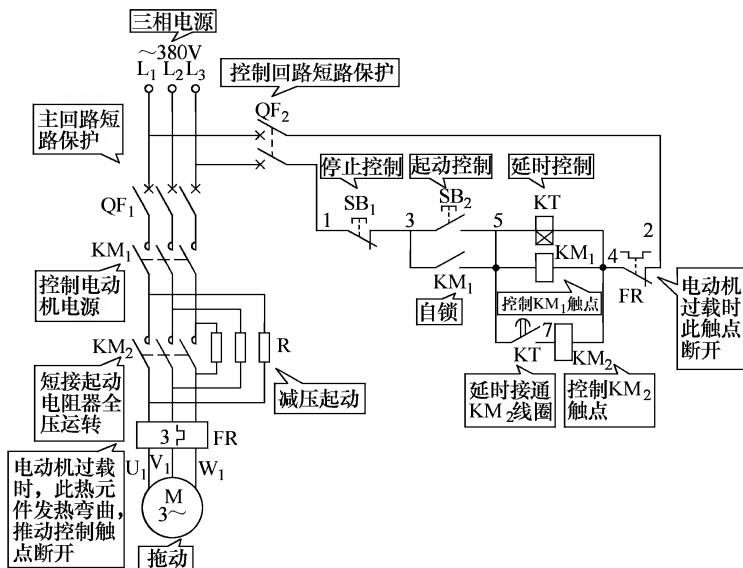 三相电源
～380V
L₁ L₂ L₃
控制回路短路保护
QF₂
主回路短
路保护
停止控制
起动控制
延时控制
SB₁
SB₂
KT
QF₁
1
3
5
2
KM₁
KM₁
4
控制电动
机电源
KM₁
自锁
控制KM₁触点
FR
电动机
过载时
此触点
断开
KM₂
R
7
KT
KM₂
短接起动
电阻器全
压运转
减压起动
延时接通
KM₂线圈
控制KM₂
触点
3
FR
电动机过载
时，此热元
件发热弯曲，
推动控制触
点断开
U₁
V₁
W₁
M
3～
拖动